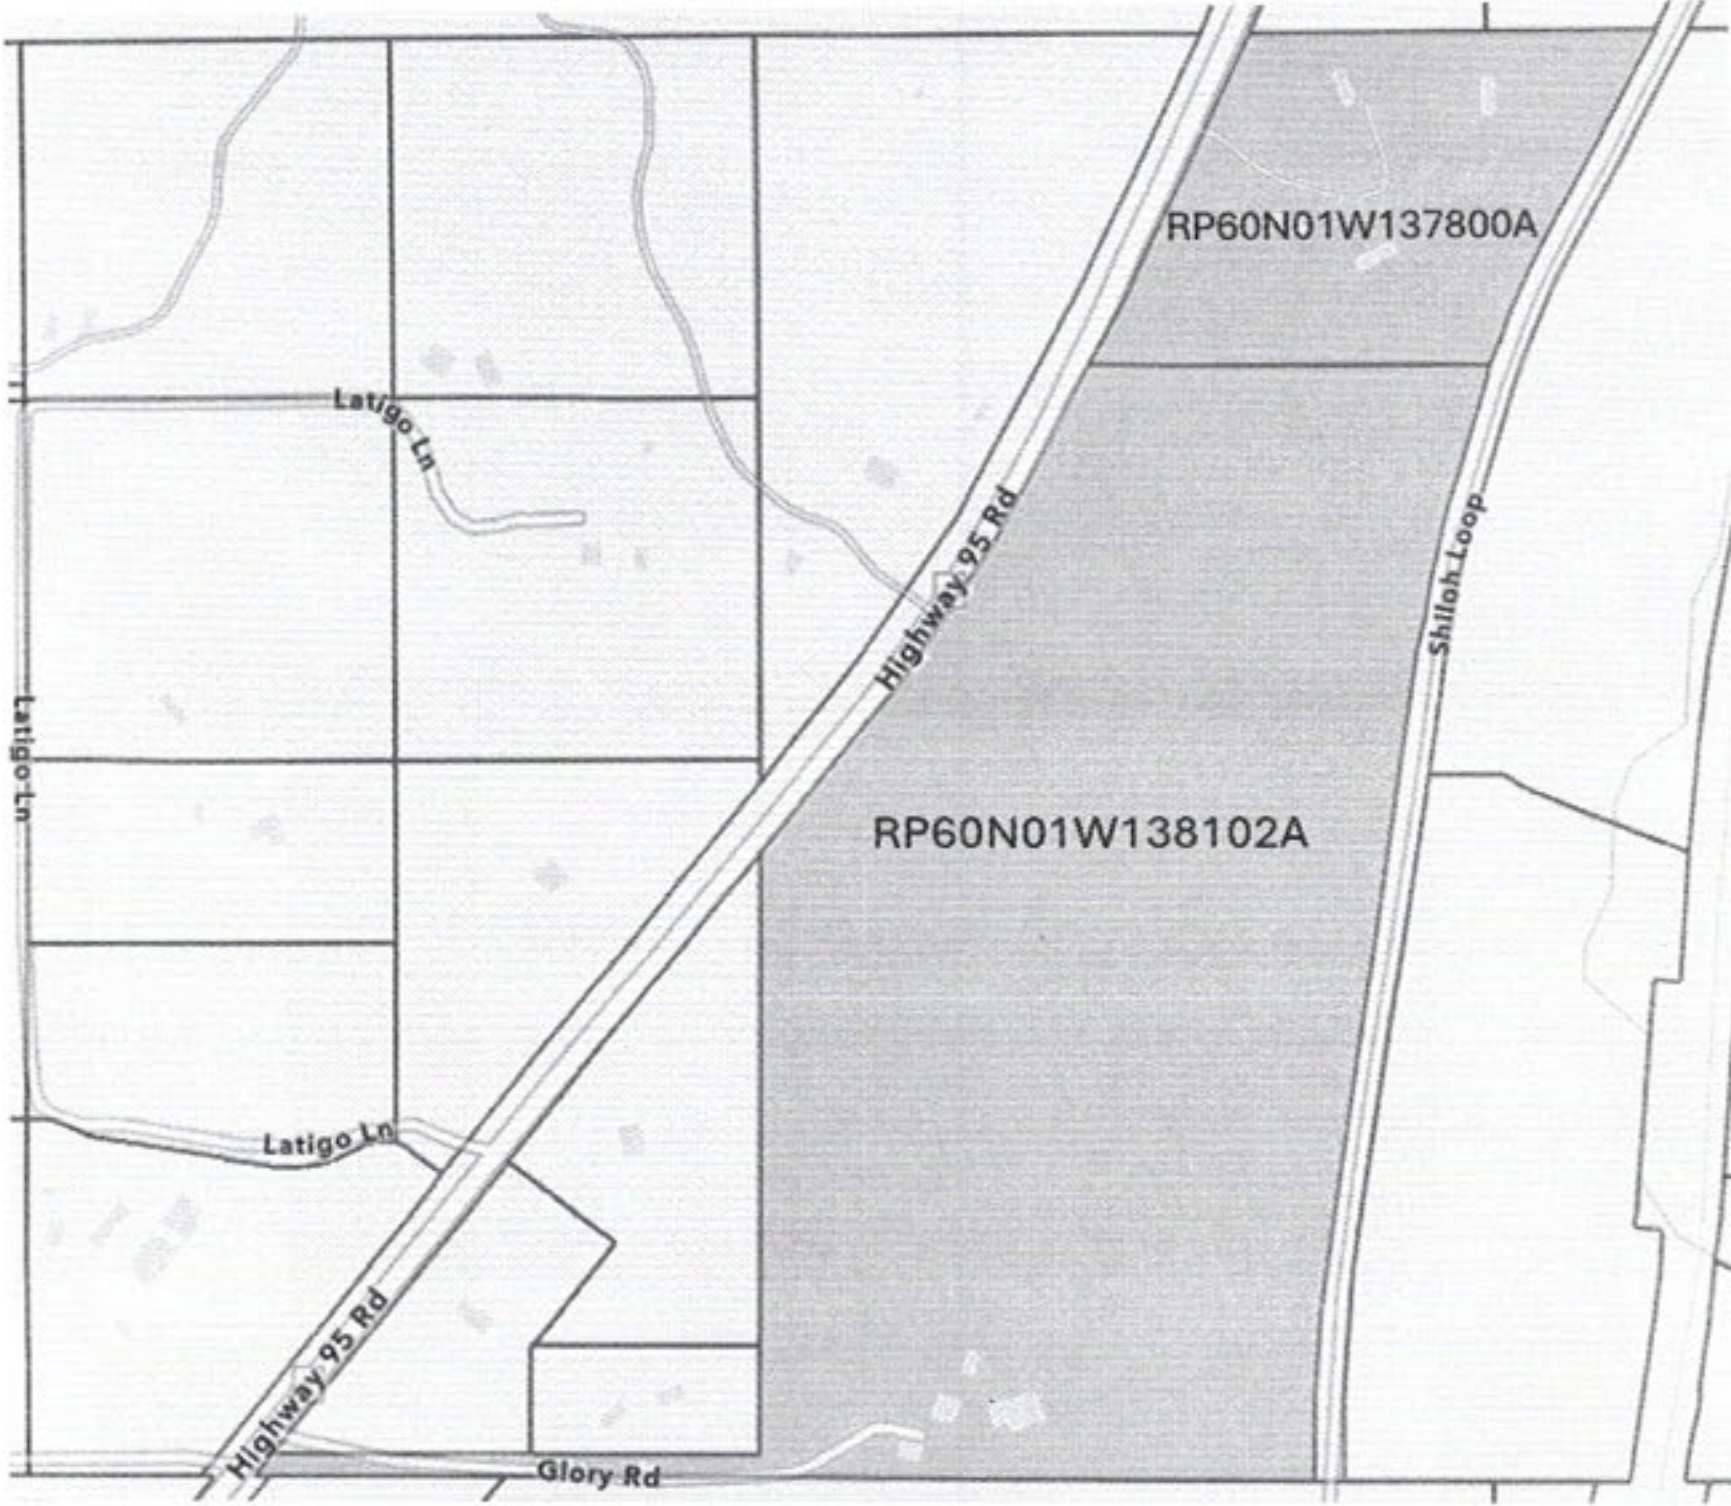 RP60N01W137800A
Latigo Ln
Highway 95 Rd
Shiloh Loop
Latigo Ln
RP60N01W138102A
Latigo Ln
Highway 95 Rd
Glory Rd